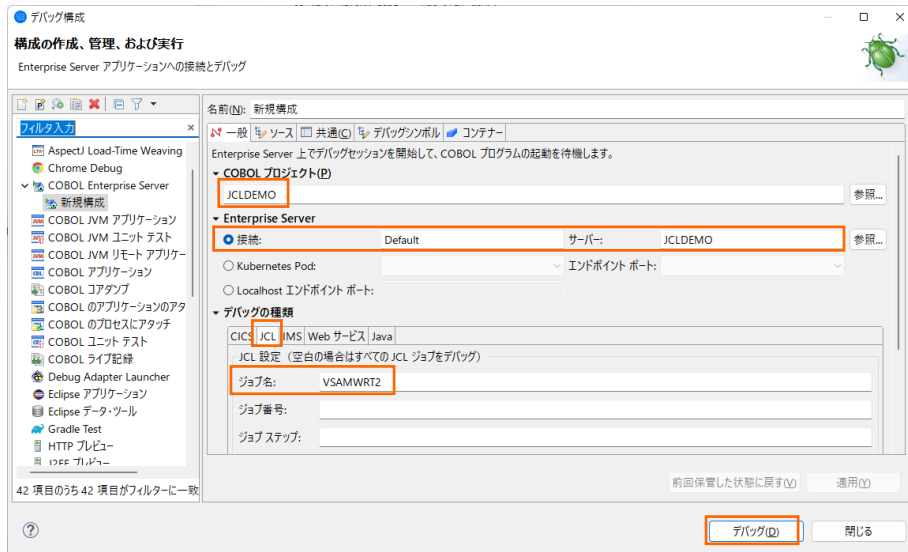 デバッグ構成
構成の作成、管理、および実行
Enterprise Server アプリケーションへの接続とデバッグ
フィルタ入力
AspectJ Load-Time Weaving
Chrome Debug
COBOL Enterprise Server
新規構成
COBOL JVM アプリケーション
COBOL JVM ユニット テスト
COBOL JVM リモート アプリケー
COBOL アプリケーション
COBOL コアダンプ
COBOL のアプリケーションのアタ
COBOL のプロセスにアタッチ
COBOL ユニット テスト
COBOL ライブ記録
Debug Adapter Launcher
Eclipse アプリケーション
Eclipse データ・ツール
Gradle Test
HTTP プレビュー
J2EE プレビュー
42 項目のうち 42 項目がフィルターに一致
名前(N): 新規構成
一般 ソース 共通(C) デバッグシンボル コンテナー
Enterprise Server 上でデバッグセッションを開始して、COBOL プログラムの起動を待機します。
COBOL プロジェクト(P)
JCLDEMO 参照...
Enterprise Server
接続: Default サーバー: JCLDEMO 参照...
Kubernetes Pod: エンドポイント ポート:
Localhost エンドポイント ポート:
デバッグの種類
CICS JCL IMS Web サービス Java
JCL 設定 （空白の場合はすべての JCL ジョブをデバッグ）
ジョブ名: VSAMWRT2
ジョブ番号:
ジョブ ステップ:
前回保管した状態に戻す(V) 適用(Y)
デバッグ(D) 閉じる